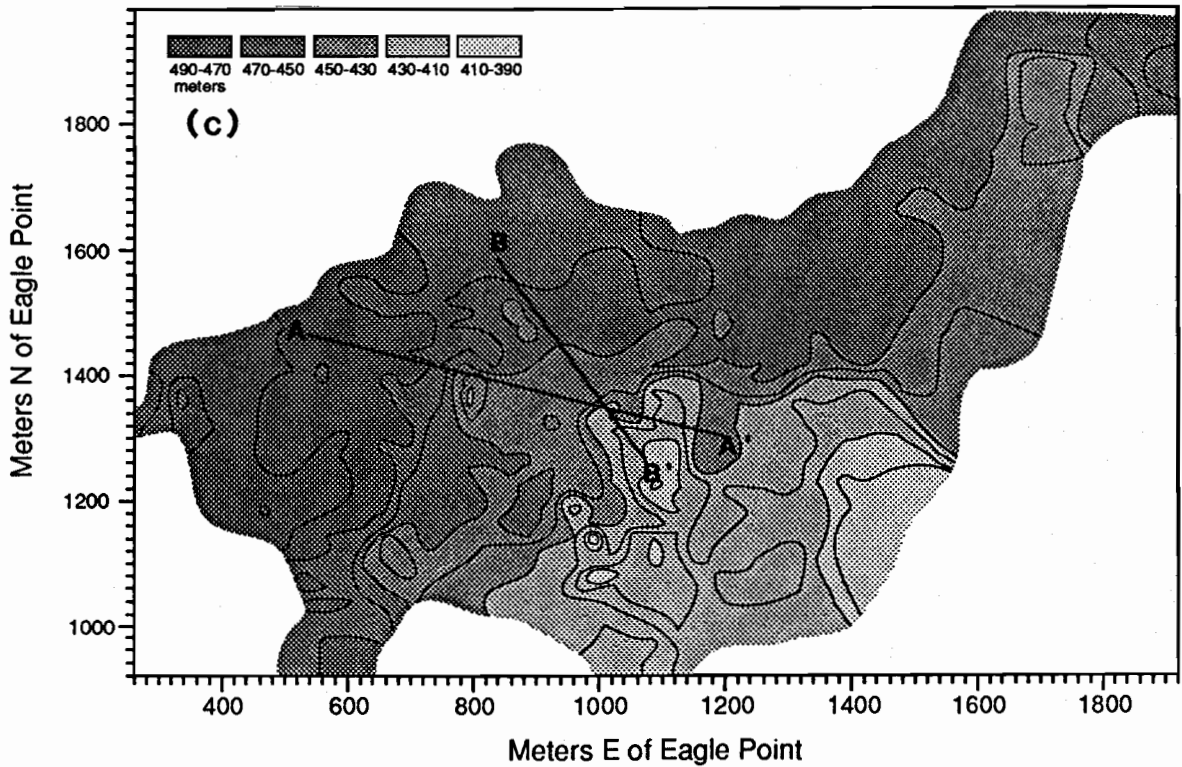 490-470 470-450 450-430 430-410 410-390
meters
(c)
1800
1600
1400
1200
1000
B
A
A'
B'
400 600 800 1000 1200 1400 1600 1800
Meters E of Eagle Point
Meters N of Eagle Point